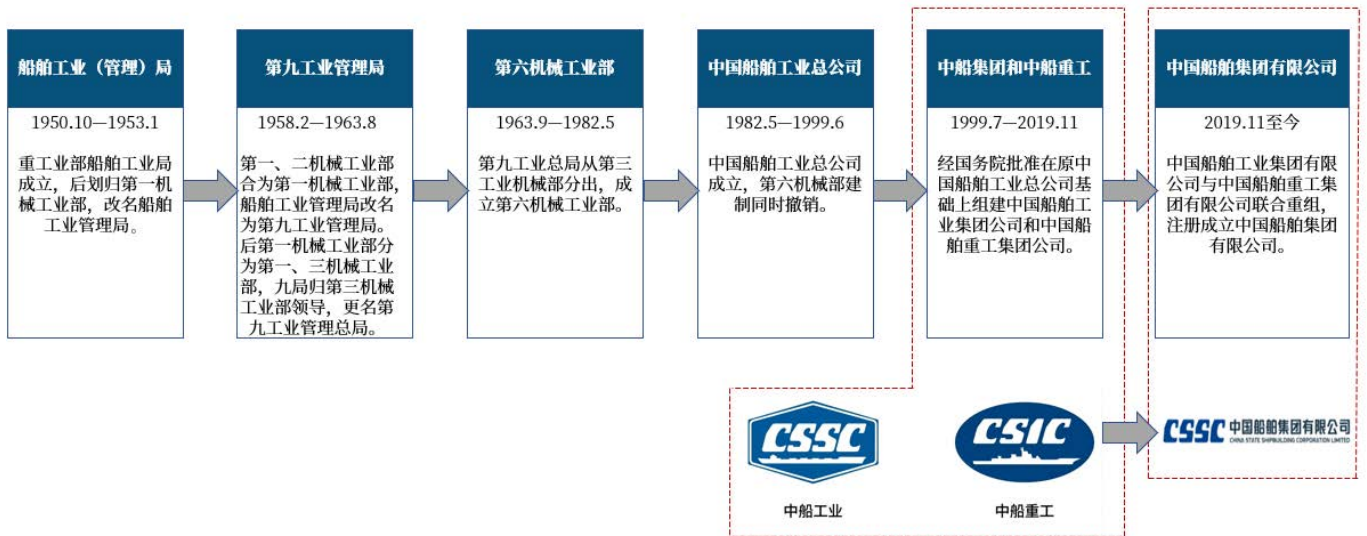 船舶工业（管理）局
1950.10—1953.1
重工业部船舶工业局
成立，后划归第一机
械工业部，改名船舶
工业管理局。
第九工业管理局
1958.2—1963.8
第一、二机械工业部
合为第一机械工业部，
船舶工业管理局改名
为第九工业管理局。
后第一机械工业部分
为第一、三机械工业
部，九局归第三机械
工业部领导，更名第
九工业管理总局。
第六机械工业部
1963.9—1982.5
第九工业总局从第三
工业机械部分出，成
立第六机械工业部。
中国船舶工业总公司
1982.5—1999.6
中国船舶工业总公司
成立，第六机械部建
制同时撤销。
中船集团和中船重工
1999.7—2019.11
经国务院批准在原中
国船舶工业总公司基
础上组建中国船舶工
业集团公司和中国船
舶重工集团公司。
中国船舶集团有限公司
2019.11至今
中国船舶工业集团有限
公司与中国船舶重工集
团有限公司联合重组，
注册成立中国船舶集团
有限公司。
CSSC
中船工业
CSIC
中船重工
CSSC 中国船舶集团有限公司
CHINA STATE SHIPBUILDING CORPORATION LIMITED